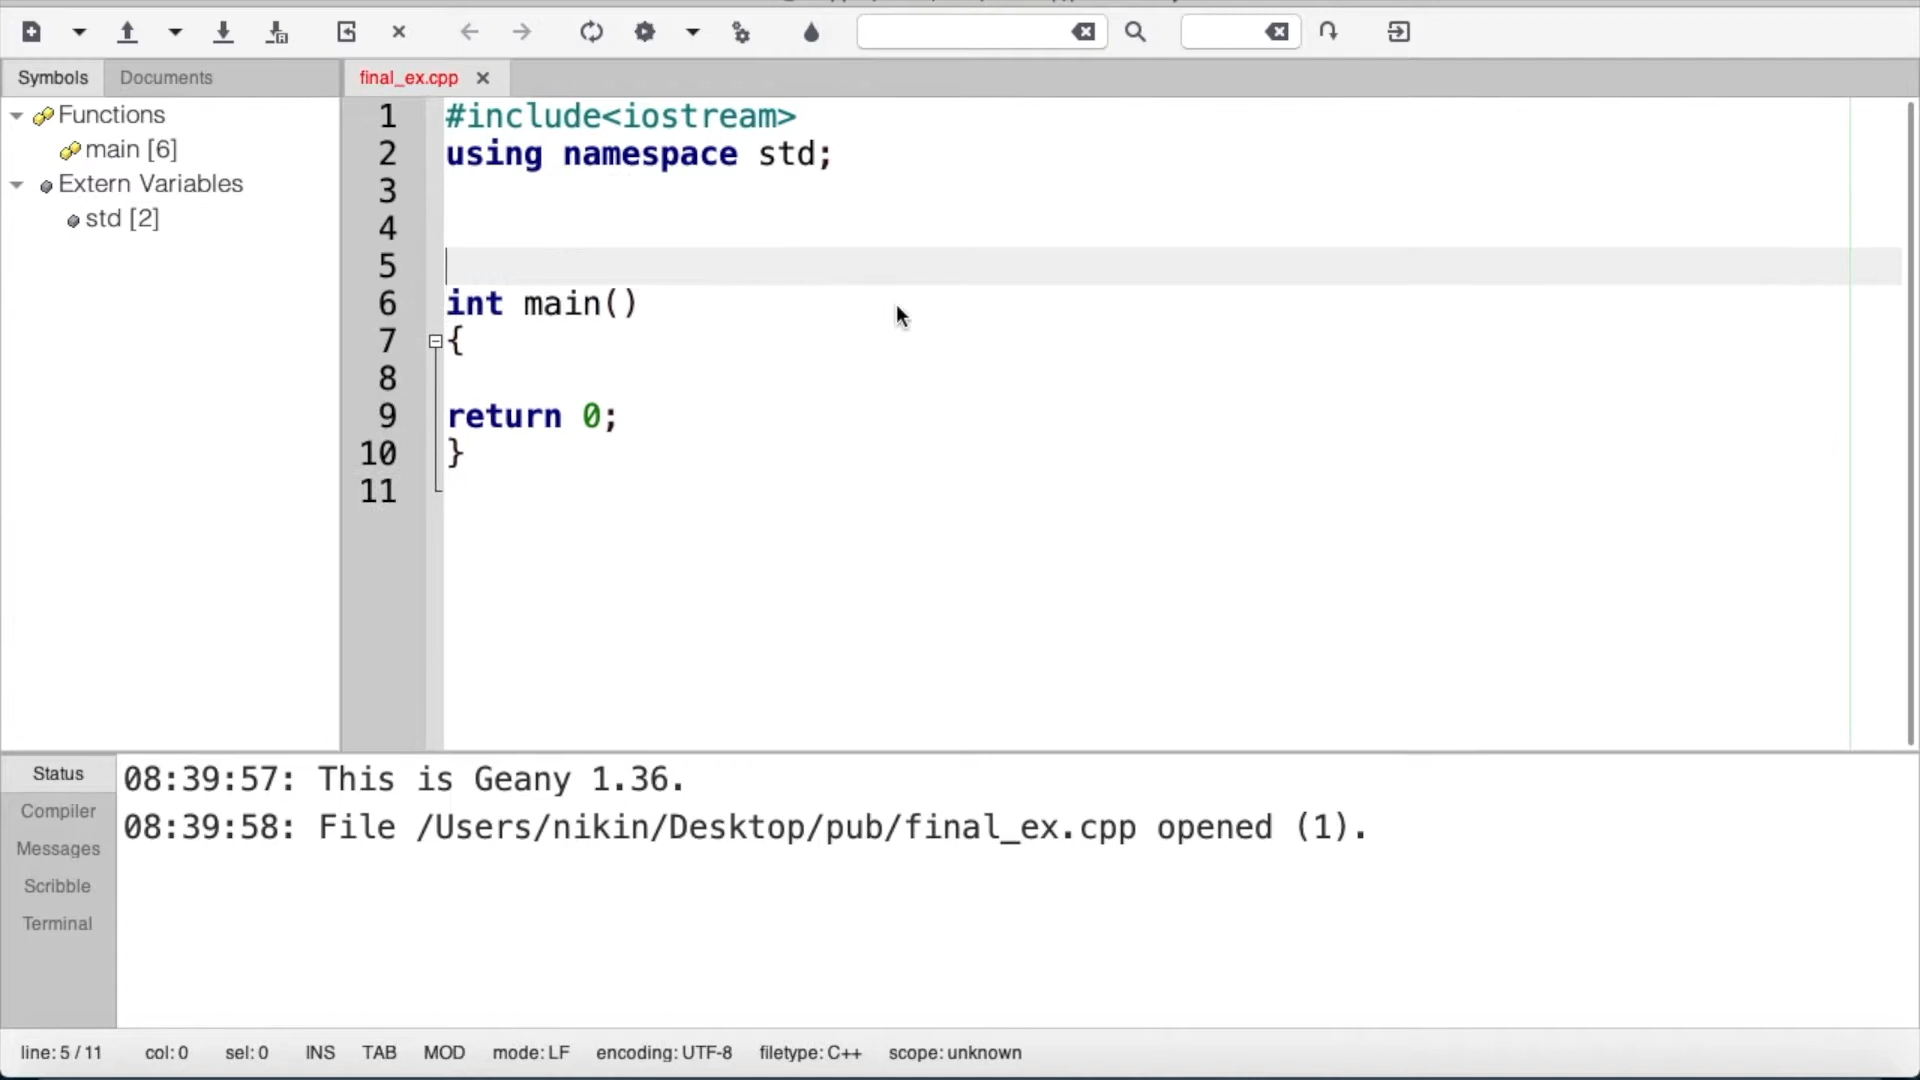 Symbols Documents final_ex.cpp
Functions
main [6]
Extern Variables
std [2]
1 #include<iostream>
2 using namespace std;
3
4
5
6 int main()
7 {
8
9 return 0;
10 }
11
Status
Compiler
Messages
Scribble
Terminal
08:39:57: This is Geany 1.36.
08:39:58: File /Users/nikin/Desktop/pub/final_ex.cpp opened (1).
line: 5 / 11 col: 0 sel: 0 INS TAB MOD mode: LF encoding: UTF-8 filetype: C++ scope: unknown